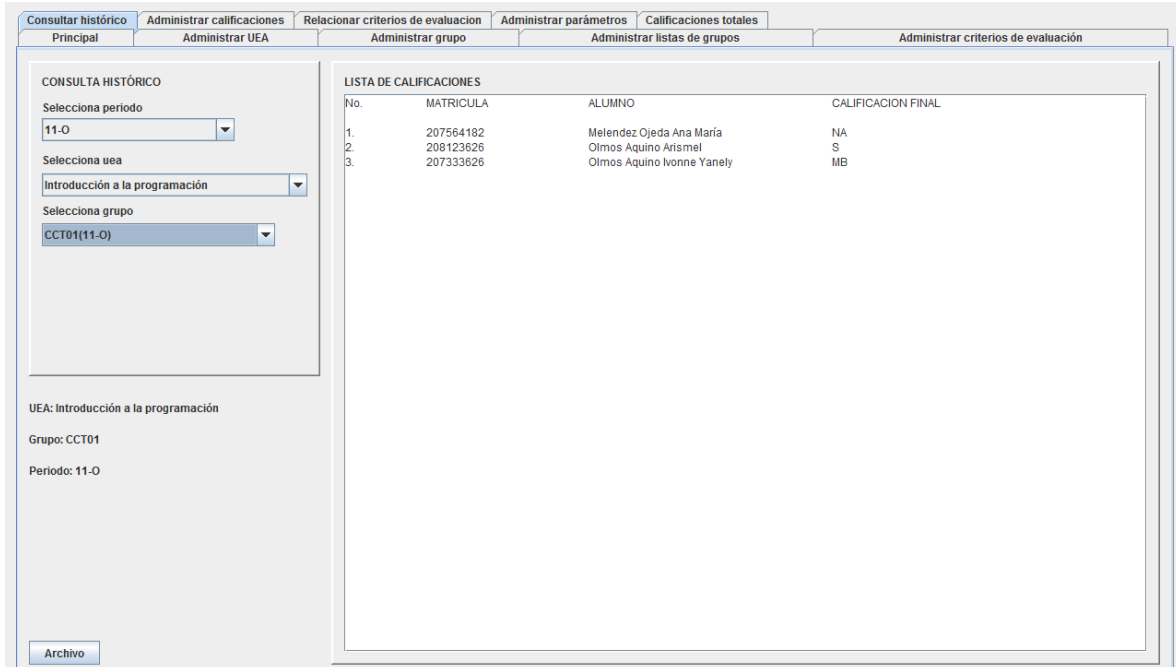 Consultar histórico Administrar calificaciones Relacionar criterios de evaluacion Administrar parámetros Calificaciones totales
Principal Administrar UEA Administrar grupo Administrar listas de grupos Administrar criterios de evaluación
CONSULTA HISTÓRICO
Selecciona periodo
11-O
Selecciona uea
Introducción a la programación
Selecciona grupo
CCT01(11-O)
UEA: Introducción a la programación
Grupo: CCT01
Periodo: 11-O
Archivo
LISTA DE CALIFICACIONES
No. MATRICULA ALUMNO CALIFICACION FINAL
1. 207564182 Melendez Ojeda Ana María NA
2. 208123626 Olmos Aquino Arismel S
3. 207333626 Olmos Aquino Ivonne Yanely MB